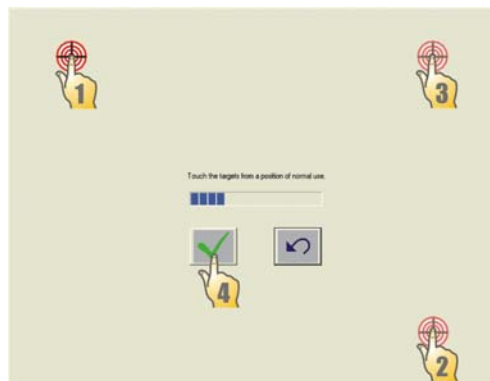 1
3
Touch the targets from a position of normal use.
4
2